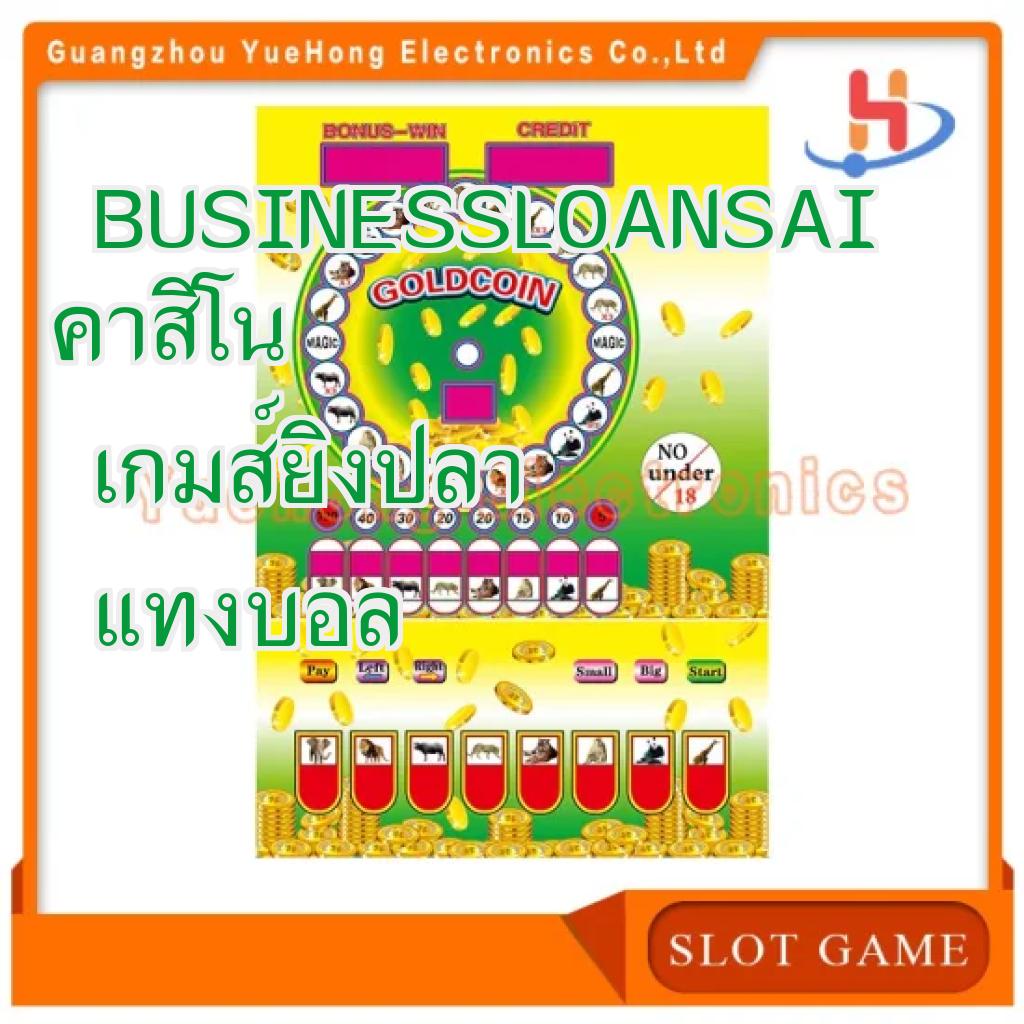 Guangzhou YueHong Electronics Co.,Ltd
BONUS-WIN CREDIT
BUSINESSLOANSAI
GOLDCOIN
คาสิโน
MAGIC MAGIC
เกมส์ยิงปลา
NO
under
18
40 30 20 20 15 10 5
แทงบอล
Pay Left Right Small Big Start
SLOT GAME